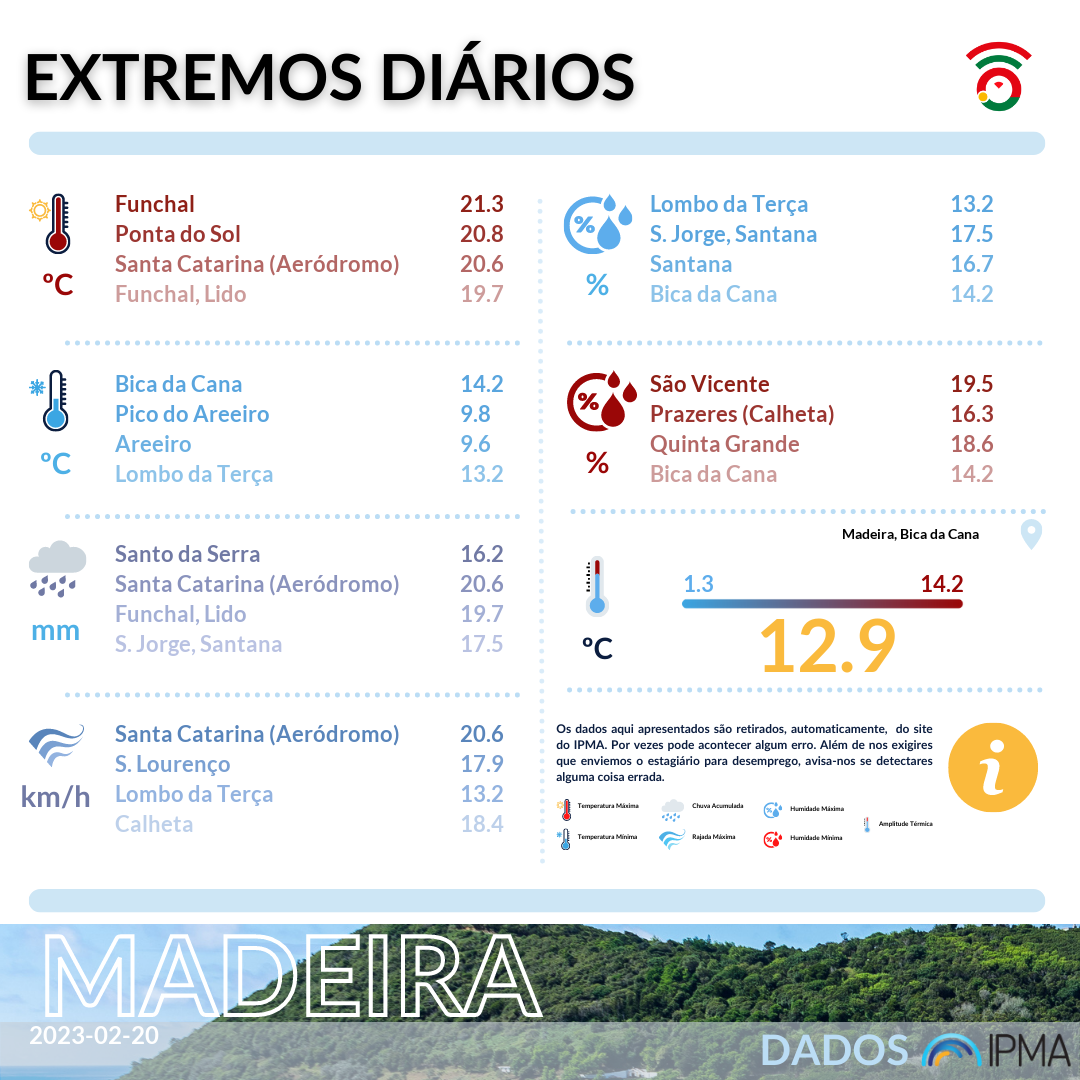 EXTREMOS DIÁRIOS
Funchal 21.3
Ponta do Sol 20.8
Santa Catarina (Aeródromo) 20.6
Funchal, Lido 19.7
ºC
Bica da Cana 14.2
Pico do Areeiro 9.8
Areeiro 9.6
Lombo da Terça 13.2
ºC
Santo da Serra 16.2
Santa Catarina (Aeródromo) 20.6
Funchal, Lido 19.7
S. Jorge, Santana 17.5
mm
Santa Catarina (Aeródromo) 20.6
S. Lourenço 17.9
Lombo da Terça 13.2
Calheta 18.4
km/h
%
Lombo da Terça 13.2
S. Jorge, Santana 17.5
Santana 16.7
Bica da Cana 14.2
%
%
São Vicente 19.5
Prazeres (Calheta) 16.3
Quinta Grande 18.6
Bica da Cana 14.2
%
Madeira, Bica da Cana
1.3 14.2
12.9
ºC
Os dados aqui apresentados são retirados, automaticamente, do site
do IPMA. Por vezes pode acontecer algum erro. Além de nos exigires
que enviemos o estagiário para desemprego, avisa-nos se detectares
alguma coisa errada.
i
Temperatura Máxima Chuva Acumulada Humidade Máxima
Amplitude Térmica
Temperatura Mínima Rajada Máxima Humidade Mínima
MADEIRA
2023-02-20
DADOS IPMA